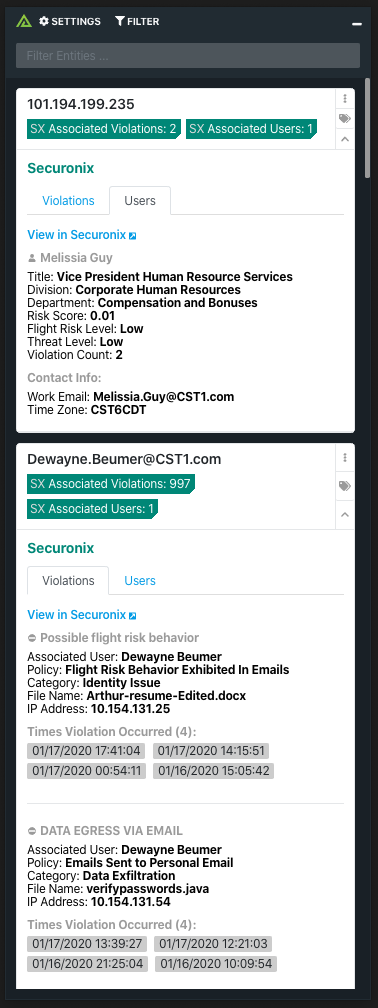 SETTINGS FILTER
Filter Entities ...
101.194.199.235
SX Associated Violations: 2 SX Associated Users: 1
Securonix
Violations Users
View in Securonix
Melissia Guy
Title: Vice President Human Resource Services
Division: Corporate Human Resources
Department: Compensation and Bonuses
Risk Score: 0.01
Flight Risk Level: Low
Threat Level: Low
Violation Count: 2
Contact Info:
Work Email: Melissia.Guy@CST1.com
Time Zone: CST6CDT
Dewayne.Beumer@CST1.com
SX Associated Violations: 997
SX Associated Users: 1
Securonix
Violations Users
View in Securonix
Possible flight risk behavior
Associated User: Dewayne Beumer
Policy: Flight Risk Behavior Exhibited In Emails
Category: Identity Issue
File Name: Arthur-resume-Edited.docx
IP Address: 10.154.131.25
Times Violation Occurred (4):
01/17/2020 17:41:04 01/17/2020 14:15:51
01/17/2020 00:54:11 01/16/2020 15:05:42
DATA EGRESS VIA EMAIL
Associated User: Dewayne Beumer
Policy: Emails Sent to Personal Email
Category: Data Exfiltration
File Name: verifypasswords.java
IP Address: 10.154.131.54
Times Violation Occurred (4):
01/17/2020 13:39:27 01/17/2020 12:21:03
01/16/2020 21:25:04 01/16/2020 10:09:54